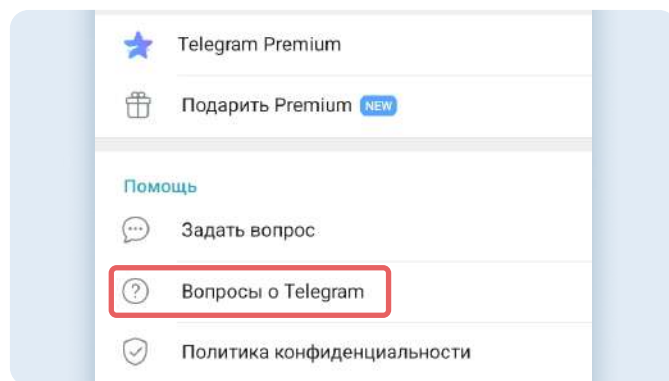 Telegram Premium
Подарить Premium NEW
Помощь
Задать вопрос
Вопросы о Telegram
Политика конфиденциальности